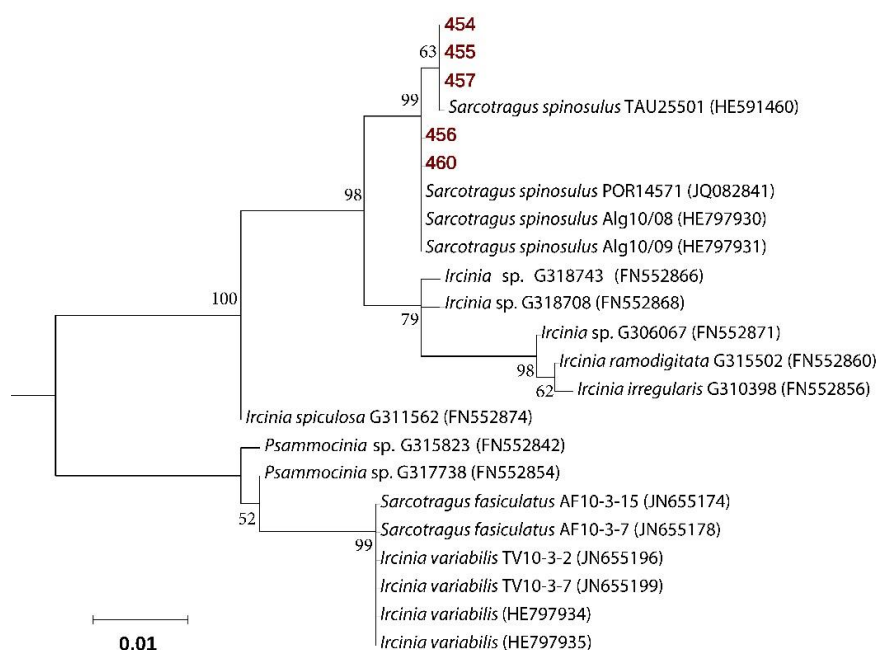 454
63
455
457
99
Sarcotragus spinosulus TAU25501 (HE591460)
456
460
98
Sarcotragus spinosulus POR14571 (JQ082841)
Sarcotragus spinosulus Alg10/08 (HE797930)
Sarcotragus spinosulus Alg10/09 (HE797931)
Ircinia sp. G318743 (FN552866)
100
Ircinia sp. G318708 (FN552868)
79
Ircinia sp. G306067 (FN552871)
Ircinia ramodigitata G315502 (FN552860)
98
62
Ircinia irregularis G310398 (FN552856)
Ircinia spiculosa G311562 (FN552874)
Psammocinia sp. G315823 (FN552842)
Psammocinia sp. G317738 (FN552854)
Sarcotragus fasiculatus AF10-3-15 (JN655174)
52
Sarcotragus fasiculatus AF10-3-7 (JN655178)
99
Ircinia variabilis TV10-3-2 (JN655196)
Ircinia variabilis TV10-3-7 (JN655199)
Ircinia variabilis (HE797934)
Ircinia variabilis (HE797935)
0.01